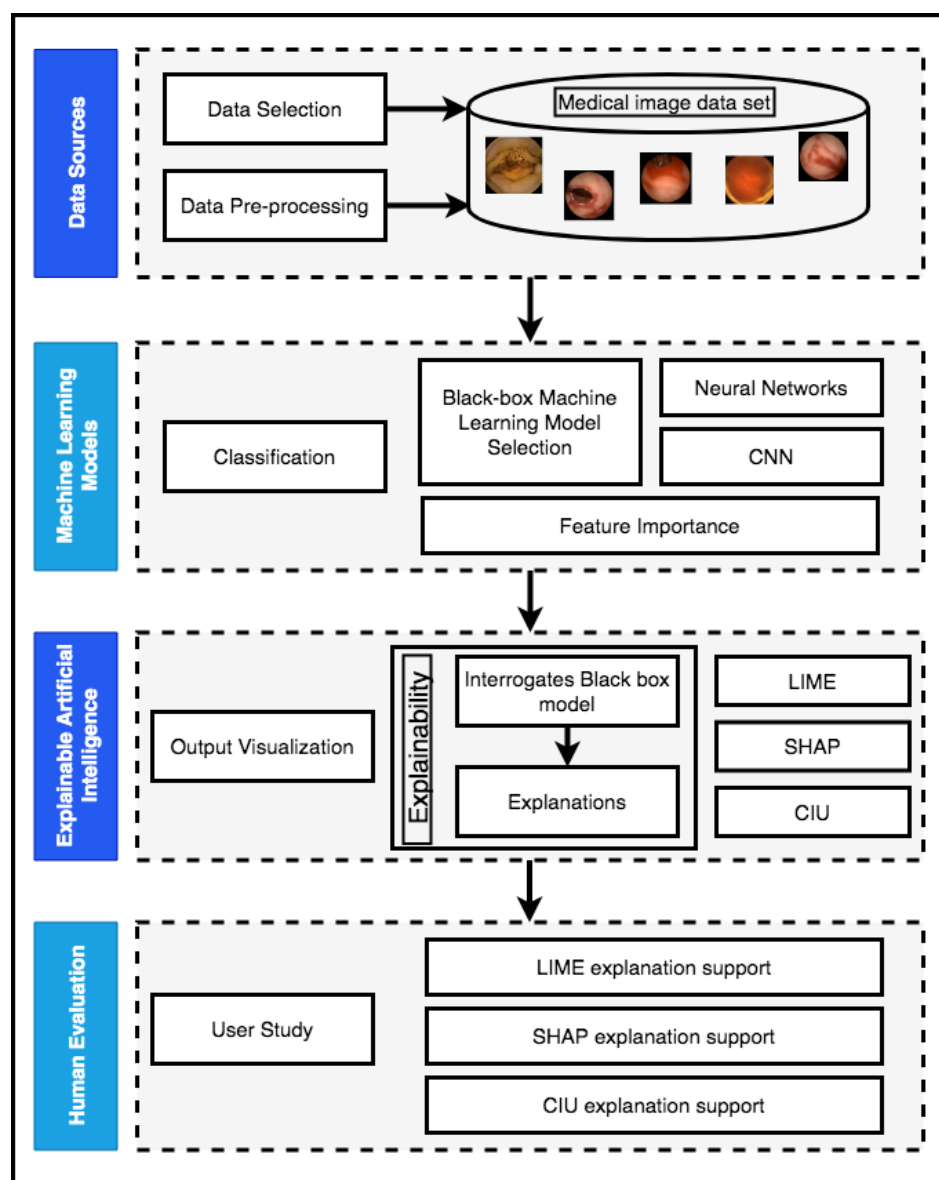 Data Sources
Data Selection
Medical image data set
Data Pre-processing
Machine Learning
Models
Classification
Black-box Machine
Learning Model
Selection
Neural Networks
CNN
Feature Importance
Explainable Artificial
Intelligence
Output Visualization
Explainability
Interrogates Black box
model
Explanations
LIME
SHAP
CIU
Human Evaluation
User Study
LIME explanation support
SHAP explanation support
CIU explanation support